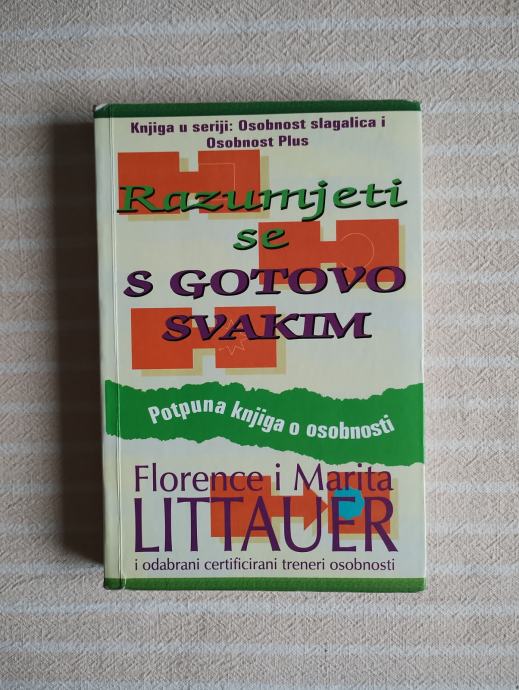 Knjiga u seriji: Osobnost slagalica i
Osobnost Plus
Razumjeti
se
S GOTOVO
SVAKIM
Potpuna knjiga o osobnosti
Florence i Marita
LITTAUER
i odabrani certificirani treneri osobnosti